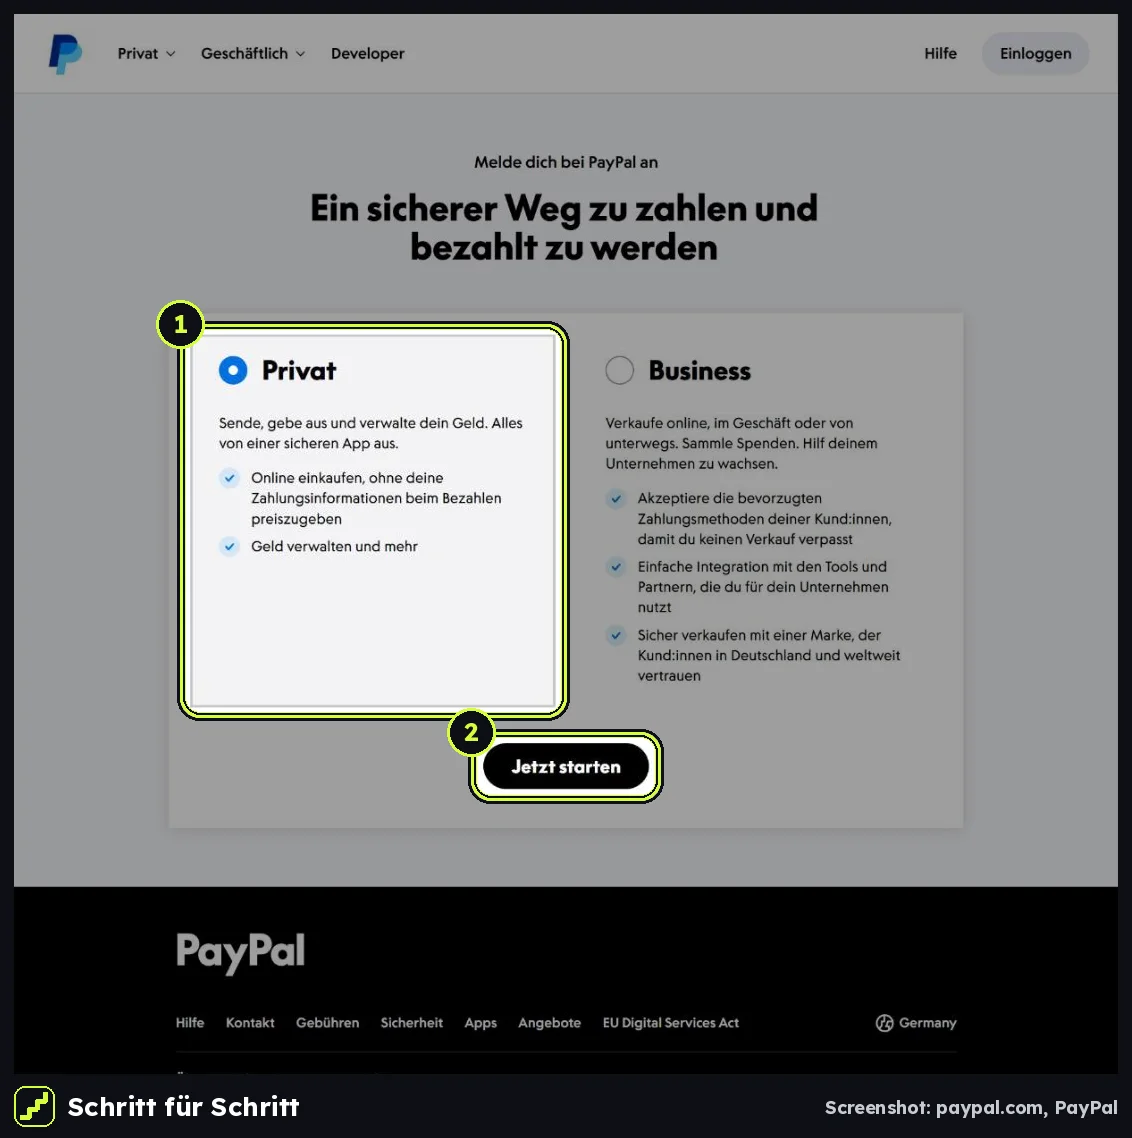 Privat
Geschäftlich
Developer
Hilfe
Einloggen
Melde dich bei PayPal an
Ein sicherer Weg zu zahlen und
bezahlt zu werden
1
Privat
Sende, gebe aus und verwalte dein Geld. Alles
von einer sicheren App aus.
Online einkaufen, ohne deine
Zahlungsinformationen beim Bezahlen
preiszugeben
Geld verwalten und mehr
Business
Verkaufe online, im Geschäft oder von
unterwegs. Sammle Spenden. Hilf deinem
Unternehmen zu wachsen.
Akzeptiere die bevorzugten
Zahlungsmethoden deiner Kund:innen,
damit du keinen Verkauf verpasst
Einfache Integration mit den Tools und
Partnern, die du für dein Unternehmen
nutzt
Sicher verkaufen mit einer Marke, der
Kund:innen in Deutschland und weltweit
vertrauen
2
Jetzt starten
PayPal
Hilfe
Kontakt
Gebühren
Sicherheit
Apps
Angebote
EU Digital Services Act
Germany
Schritt für Schritt
Screenshot: paypal.com, PayPal